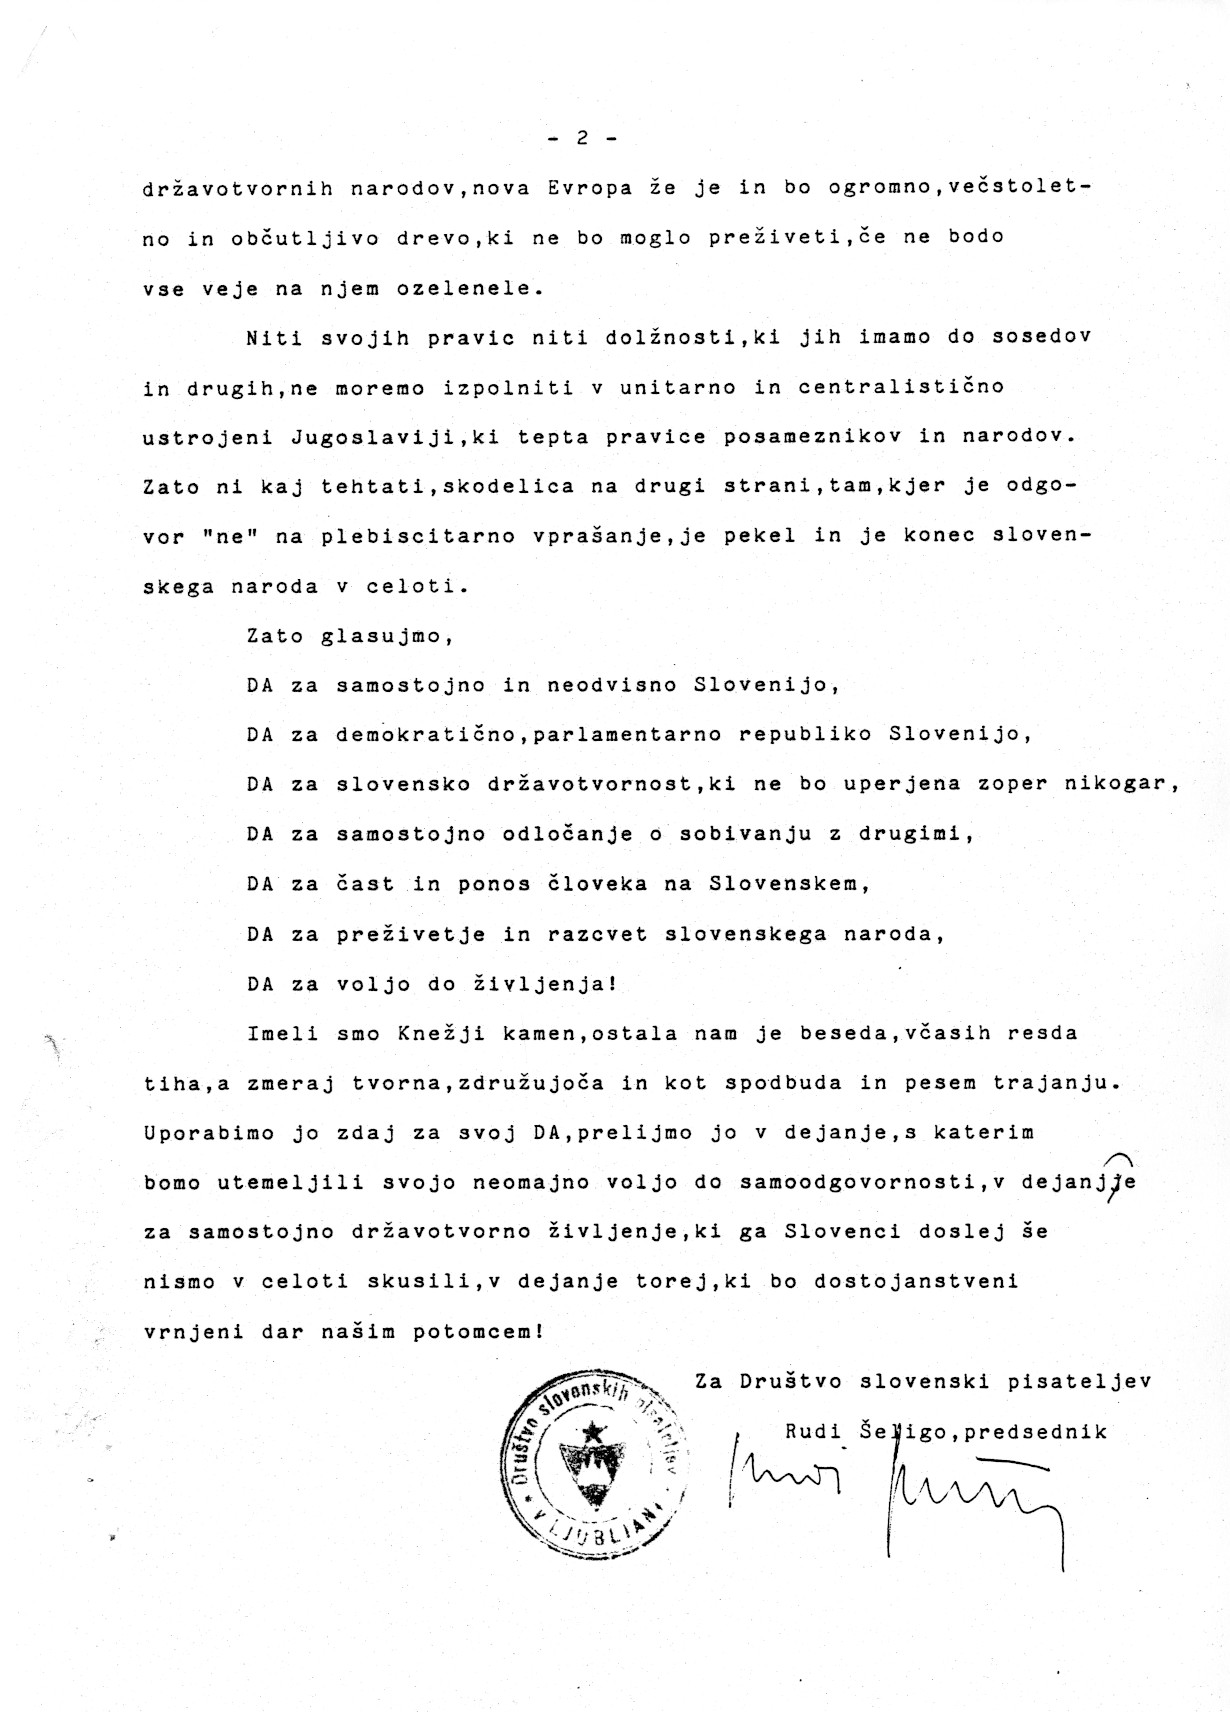 - 2 -
državotvornih narodov,nova Evropa že je in bo ogromno,večstolet-
no in občutljivo drevo,ki ne bo moglo preživeti,če ne bodo
vse veje na njem ozelenele.
Niti svojih pravic niti dolžnosti,ki jih imamo do sosedov
in drugih,ne moremo izpolniti v unitarno in centralistično
ustrojeni Jugoslaviji,ki tepta pravice posameznikov in narodov.
Zato ni kaj tehtati,skodelica na drugi strani,tam,kjer je odgo-
vor "ne" na plebiscitarno vprašanje,je pekel in je konec sloven-
skega naroda v celoti.
Zato glasujmo,
DA za samostojno in neodvisno Slovenijo,
DA za demokratično,parlamentarno republiko Slovenijo,
DA za slovensko državotvornost,ki ne bo uperjena zoper nikogar,
DA za samostojno odločanje o sobivanju z drugimi,
DA za čast in ponos človeka na Slovenskem,
DA za preživetje in razcvet slovenskega naroda,
DA za voljo do življenja!
Imeli smo Knežji kamen,ostala nam je beseda,včasih resda
tiha,a zmeraj tvorna,združujoča in kot spodbuda in pesem trajanju.
Uporabimo jo zdaj za svoj DA,prelijmo jo v dejanje,s katerim
bomo utemeljili svojo neomajno voljo do samoodgovornosti,v dejanjje
za samostojno državotvorno življenje,ki ga Slovenci doslej še
nismo v celoti skusili,v dejanje torej,ki bo dostojanstveni
vrnjeni dar našim potomcem!
Za Društvo slovenski pisateljev
Rudi Šeligo,predsednik
Društvo slovenskih pisateljev
V LJUBLJANI